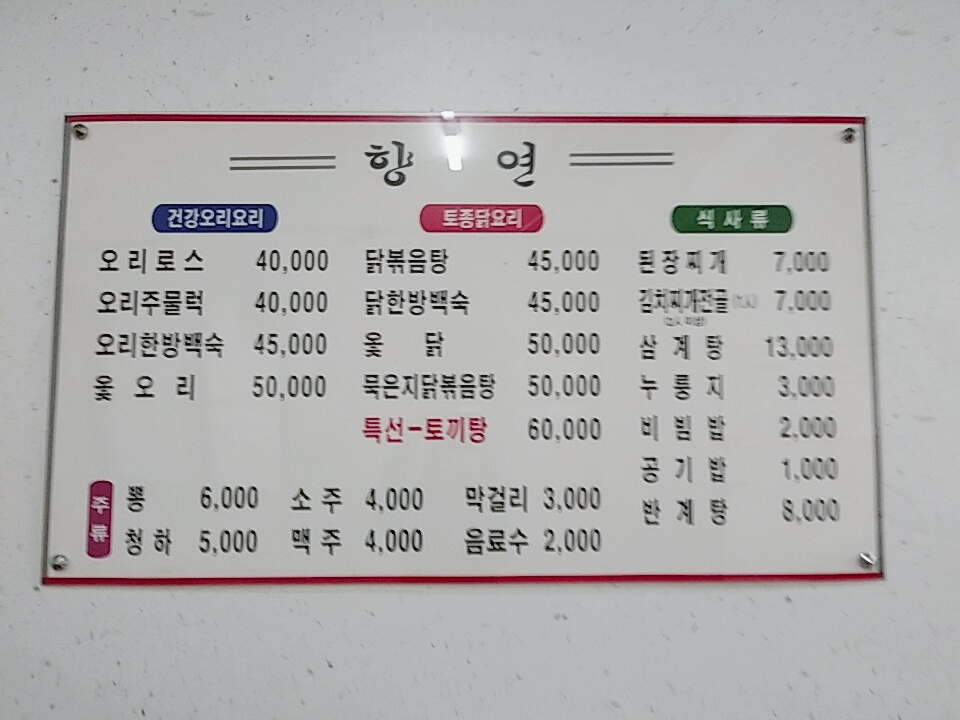 향 연
건강오리요리
오리로스 40,000
오리주물럭 40,000
오리한방백숙 45,000
옻 오 리 50,000
토종닭요리
닭볶음탕 45,000
닭한방백숙 45,000
옻 닭 50,000
묵은지닭볶음탕 50,000
특선-토끼탕 60,000
식 사 류
된장찌개 7,000
김치찌개전골 7,000
삼 계 탕 13,000
누 룽 지 3,000
비 빔 밥 2,000
공 기 밥 1,000
반 계 탕 8,000
주류
뽕 6,000 소 주 4,000 막걸리 3,000
청 하 5,000 맥 주 4,000 음료수 2,000